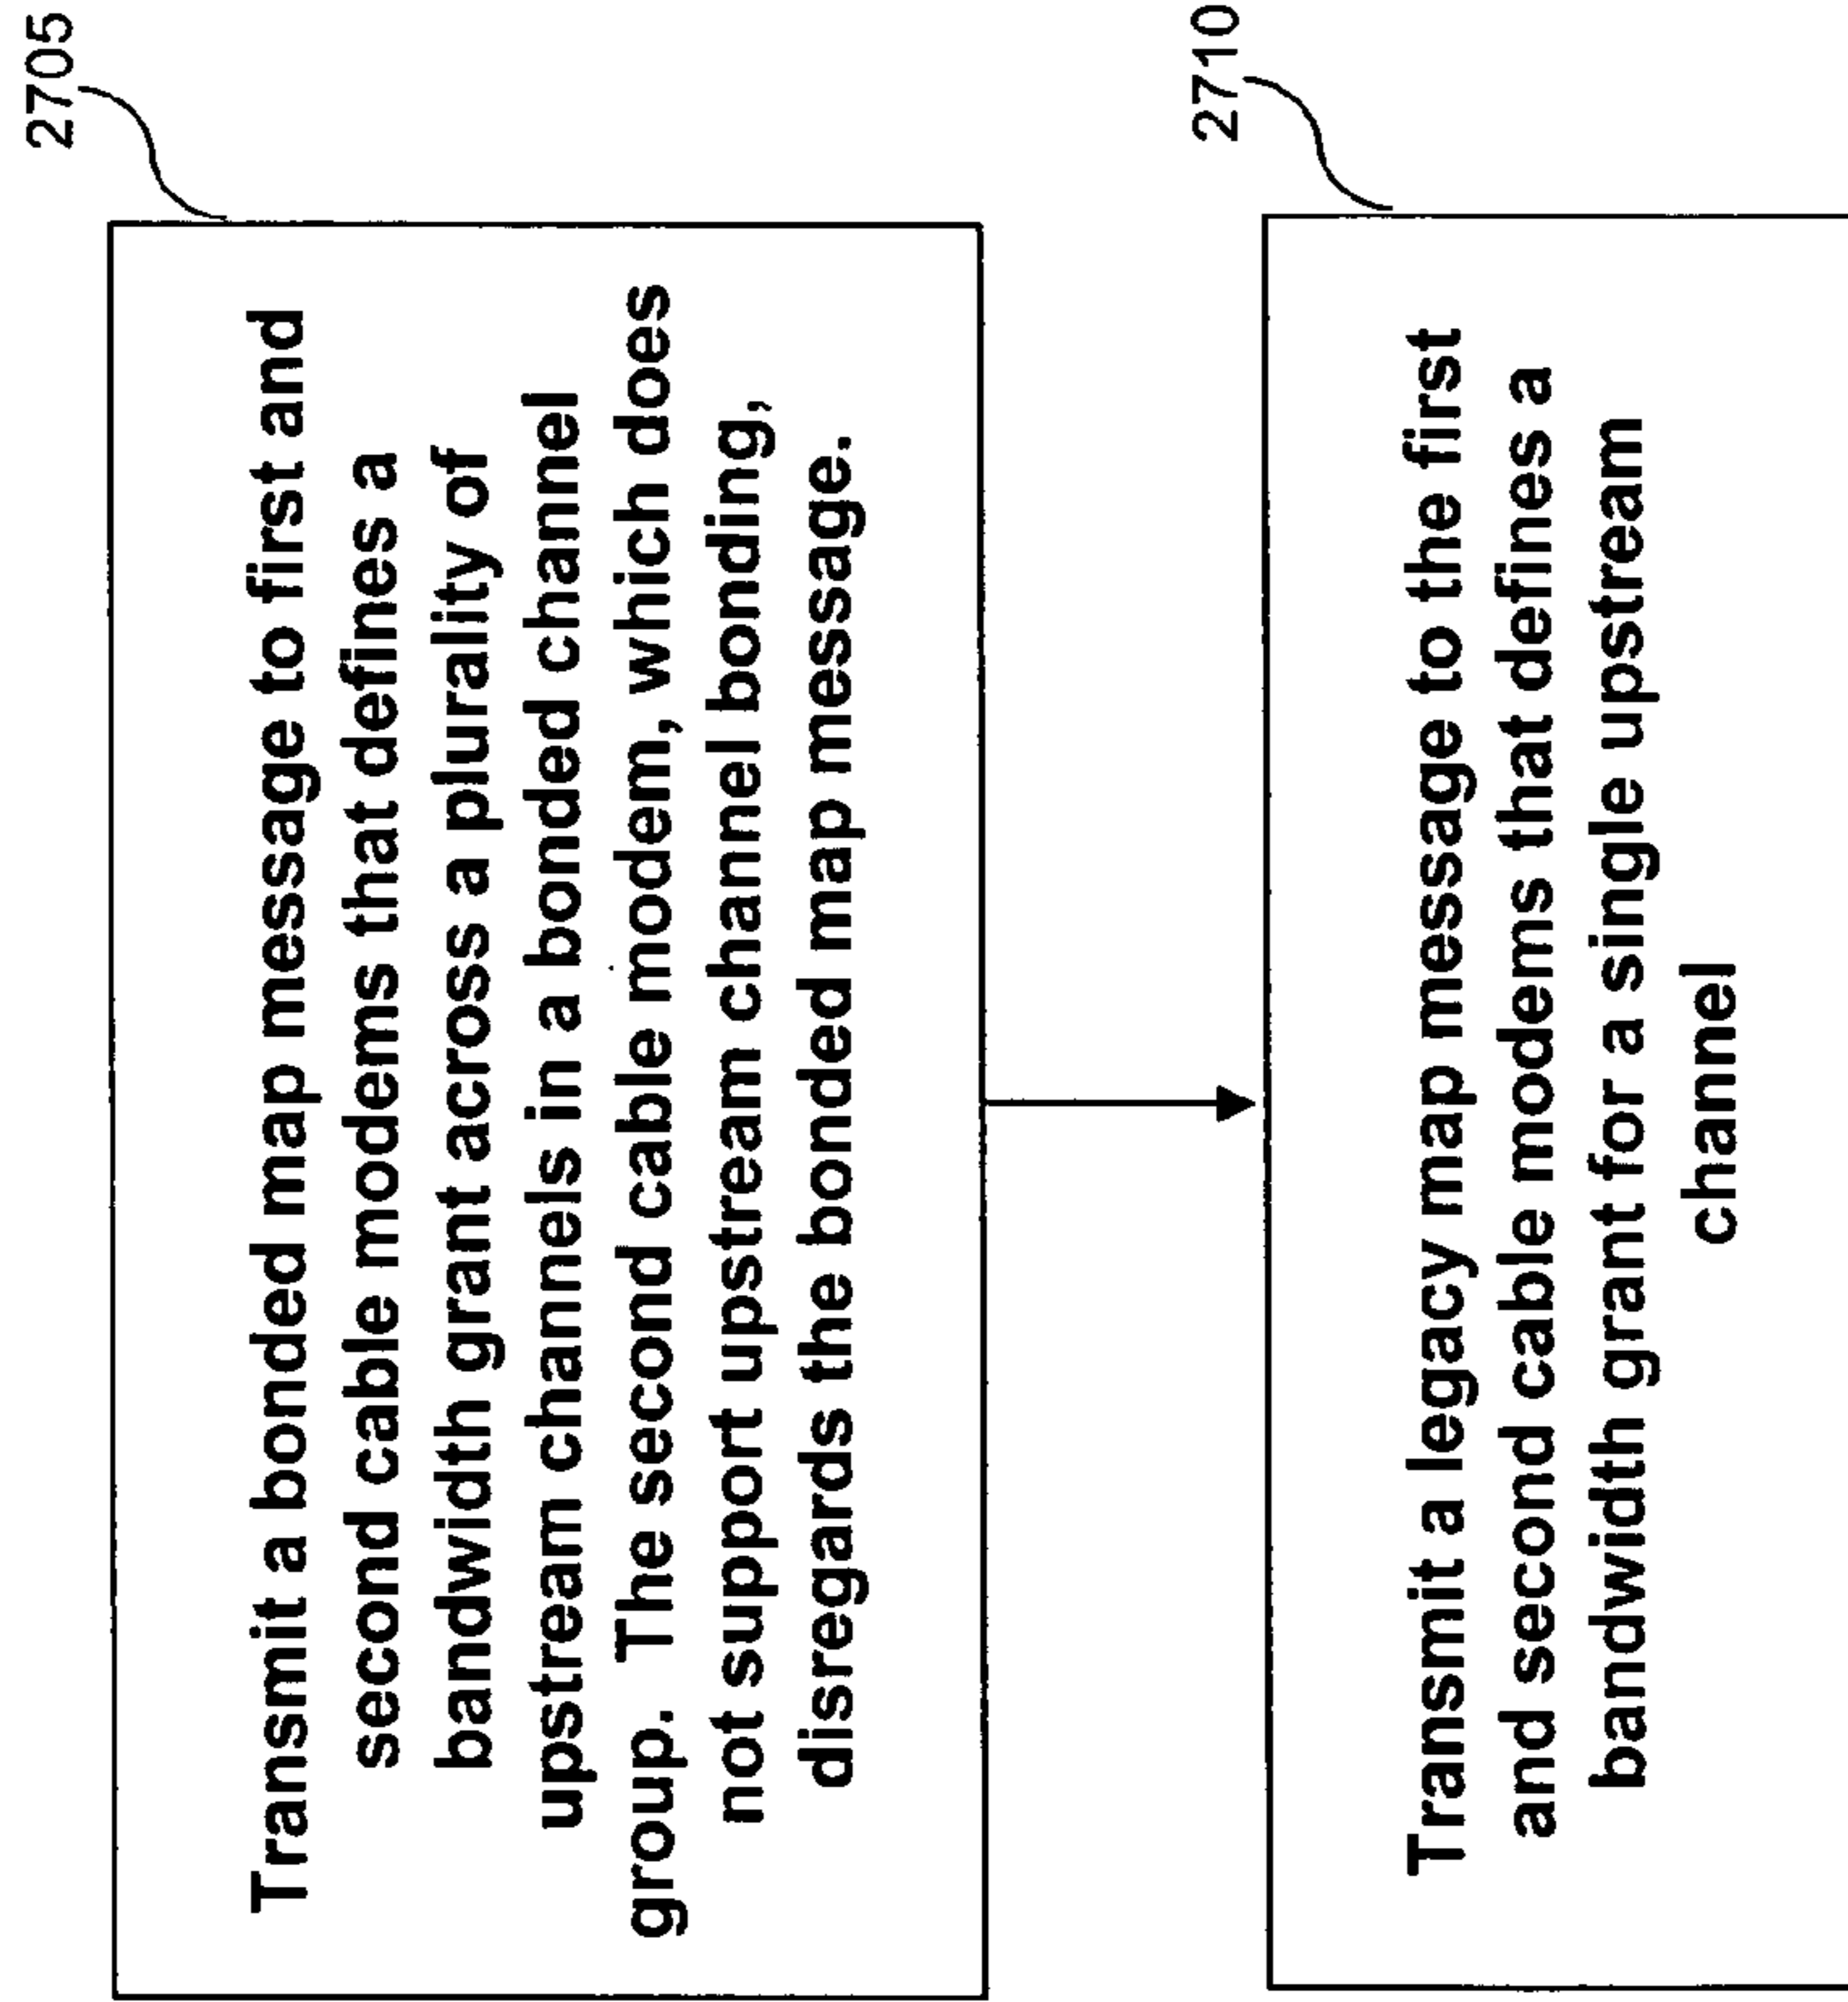 2705
Transmit a bonded map message to first and
second cable modems that defines a
bandwidth grant across a plurality of
upstream channels in a bonded channel
group. The second cable modem, which does
not support upstream channel bonding,
disregards the bonded map message.
2710
Transmit a legacy map message to the first
and second cable modems that defines a
bandwidth grant for a single upstream
channel